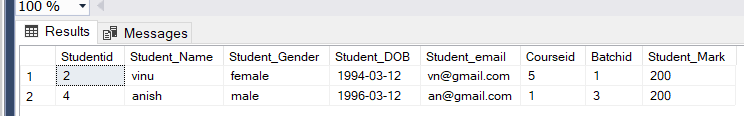 100 %
Results Messages
Studentid Student_Name Student_Gender Student_DOB Student_email Courseid Batchid Student_Mark
1 2 vinu female 1994-03-12 vn@gmail.com 5 1 200
2 4 anish male 1996-03-12 an@gmail.com 1 3 200